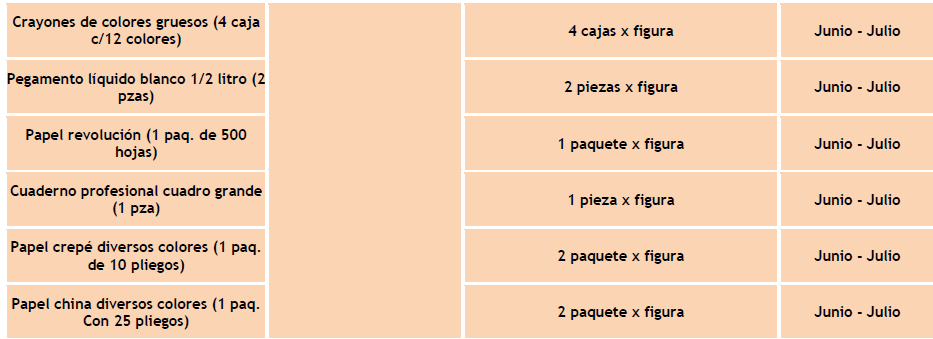 Crayones de colores gruesos (4 caja
c/12 colores)
4 cajas x figura
Junio - Julio
Pegamento líquido blanco 1/2 litro (2
pzas)
2 piezas x figura
Junio - Julio
Papel revolución (1 paq. de 500
hojas)
1 paquete x figura
Junio - Julio
Cuaderno profesional cuadro grande
(1 pza)
1 pieza x figura
Junio - Julio
Papel crepé diversos colores (1 paq.
de 10 pliegos)
2 paquete x figura
Junio - Julio
Papel china diversos colores (1 paq.
Con 25 pliegos)
2 paquete x figura
Junio - Julio